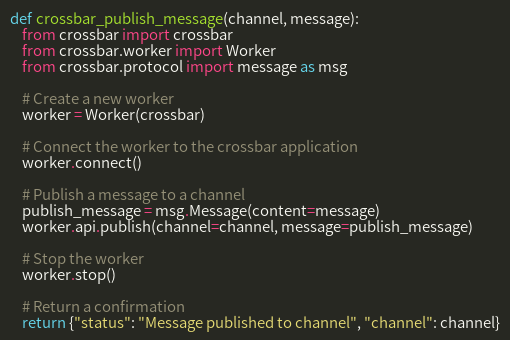 def crossbar_publish_message(channel, message):
    from crossbar import crossbar
    from crossbar.worker import Worker
    from crossbar.protocol import message as msg

    # Create a new worker
    worker = Worker(crossbar)

    # Connect the worker to the crossbar application
    worker.connect()

    # Publish a message to a channel
    publish_message = msg.Message(content=message)
    worker.api.publish(channel=channel, message=publish_message)

    # Stop the worker
    worker.stop()

    # Return a confirmation
    return {"status": "Message published to channel", "channel": channel}